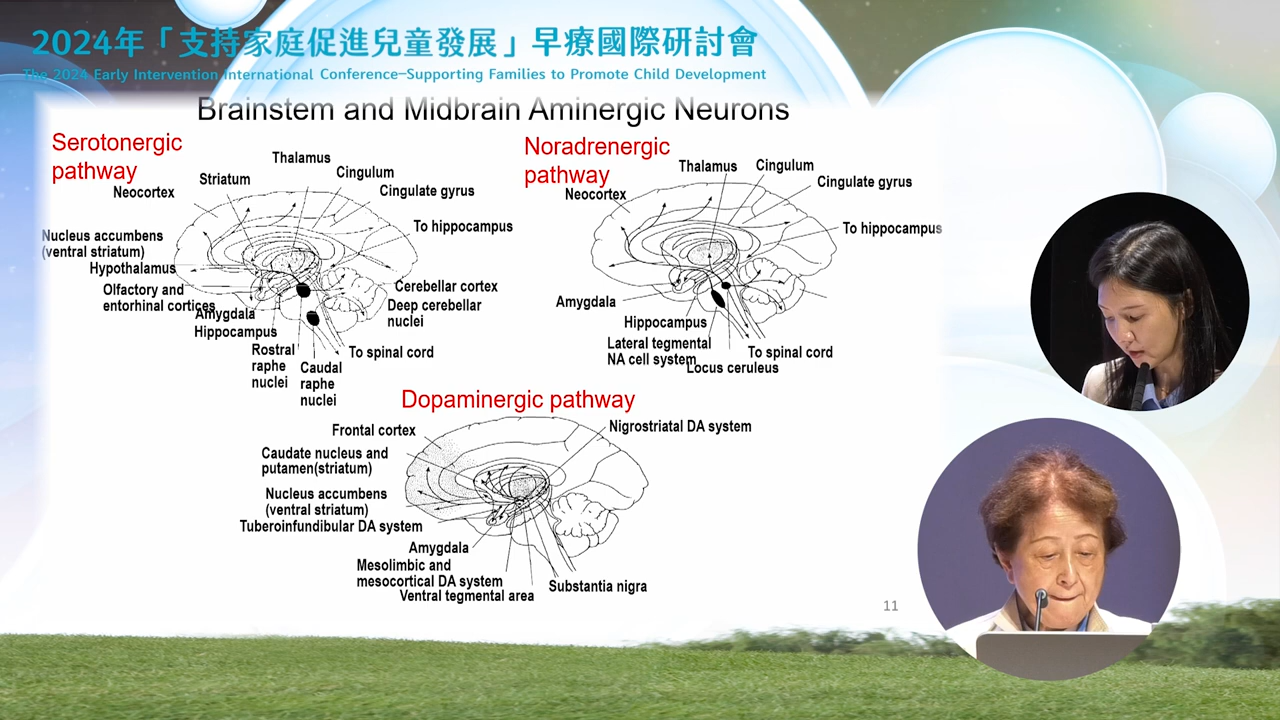 2024年「支持家庭促進兒童發展」早療國際研討會
The 2024 Early Intervention International Conference—Supporting Families to Promote Child Development
Brainstem and Midbrain Aminergic Neurons
Serotonergic
pathway
Thalamus
Cingulum
Striatum
Cingulate gyrus
Neocortex
To hippocampus
Nucleus accumbens
(ventral striatum)
Hypothalamus
Olfactory and
entorhinal cortices
Amygdala
Hippocampus
Cerebellar cortex
Deep cerebellar
nuclei
Rostral
raphe
nuclei
Caudal
raphe
nuclei
To spinal cord
Noradrenergic
pathway
Thalamus
Cingulum
Cingulate gyrus
Neocortex
To hippocampus
Amygdala
Hippocampus
Lateral tegmental
NA cell system
To spinal cord
Locus ceruleus
Dopaminergic pathway
Frontal cortex
Nigrostriatal DA system
Caudate nucleus and
putamen(striatum)
Nucleus accumbens
(ventral striatum)
Tuberoinfundibular DA system
Amygdala
Mesolimbic and
mesocortical DA system
Ventral tegmental area
Substantia nigra
11